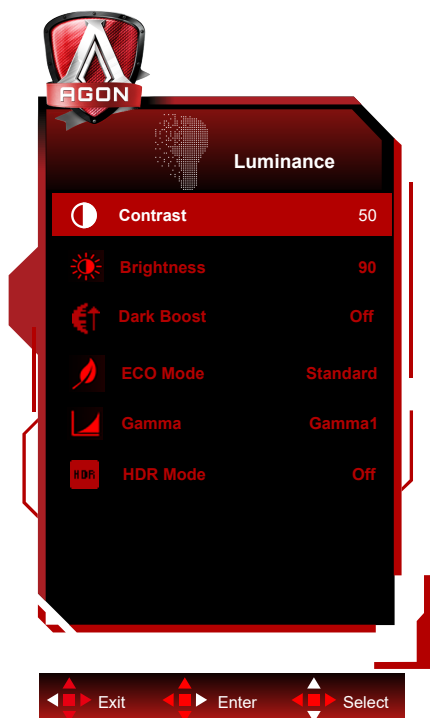 AGON
Luminance
Contrast 50
Brightness 90
Dark Boost Off
ECO Mode Standard
Gamma Gamma1
HDR HDR Mode Off
Exit Enter Select